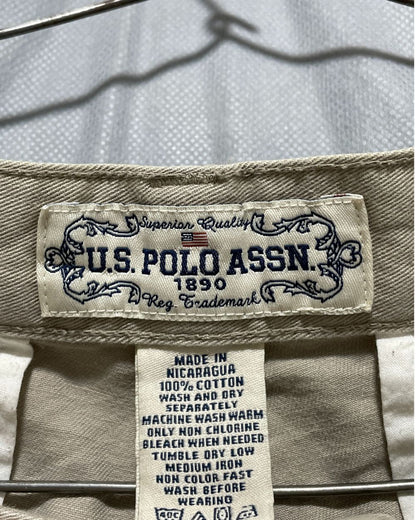 Superior Quality
U.S. POLO ASSN.
1890
Reg. Trademark
MADE IN
NICARAGUA
100% COTTON
WASH AND DRY
SEPARATELY
MACHINE WASH WARM
ONLY NON CHLORINE
BLEACH WHEN NEEDED
TUMBLE DRY LOW
MEDIUM IRON
NON COLOR FAST
WASH BEFORE
WEARING
40C